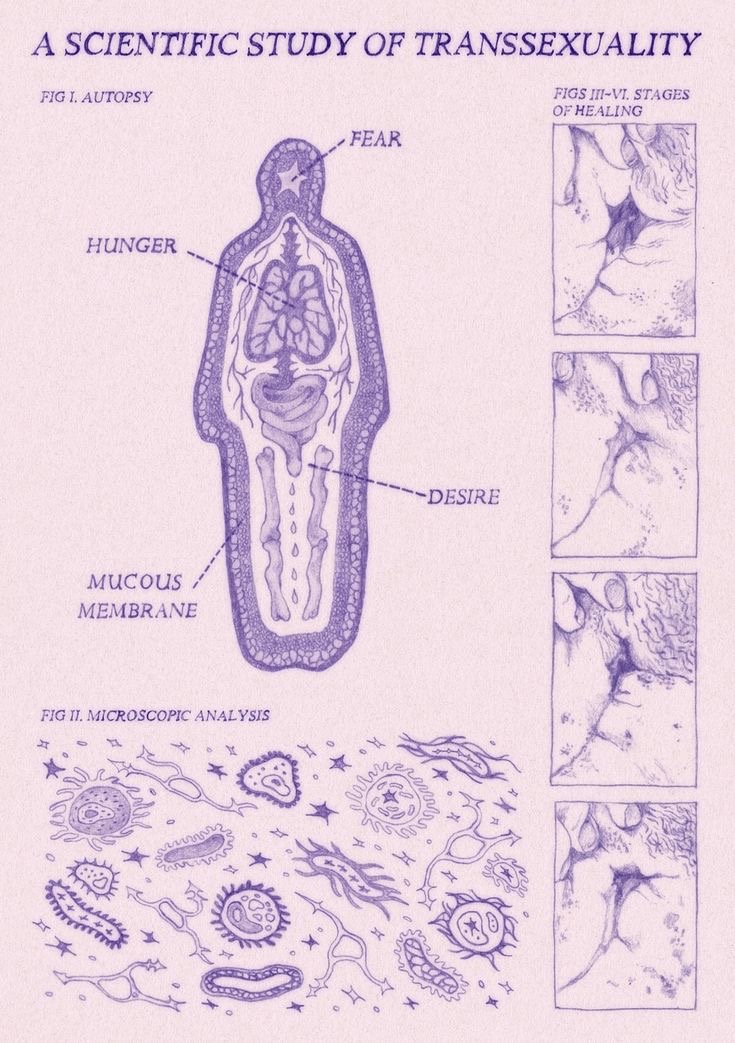 A SCIENTIFIC STUDY OF TRANSSEXUALITY
FIG I. AUTOPSY
FIGS III~VI. STAGES
OF HEALING
FEAR
HUNGER
DESIRE
MUCOUS
MEMBRANE
FIG II. MICROSCOPIC ANALYSIS